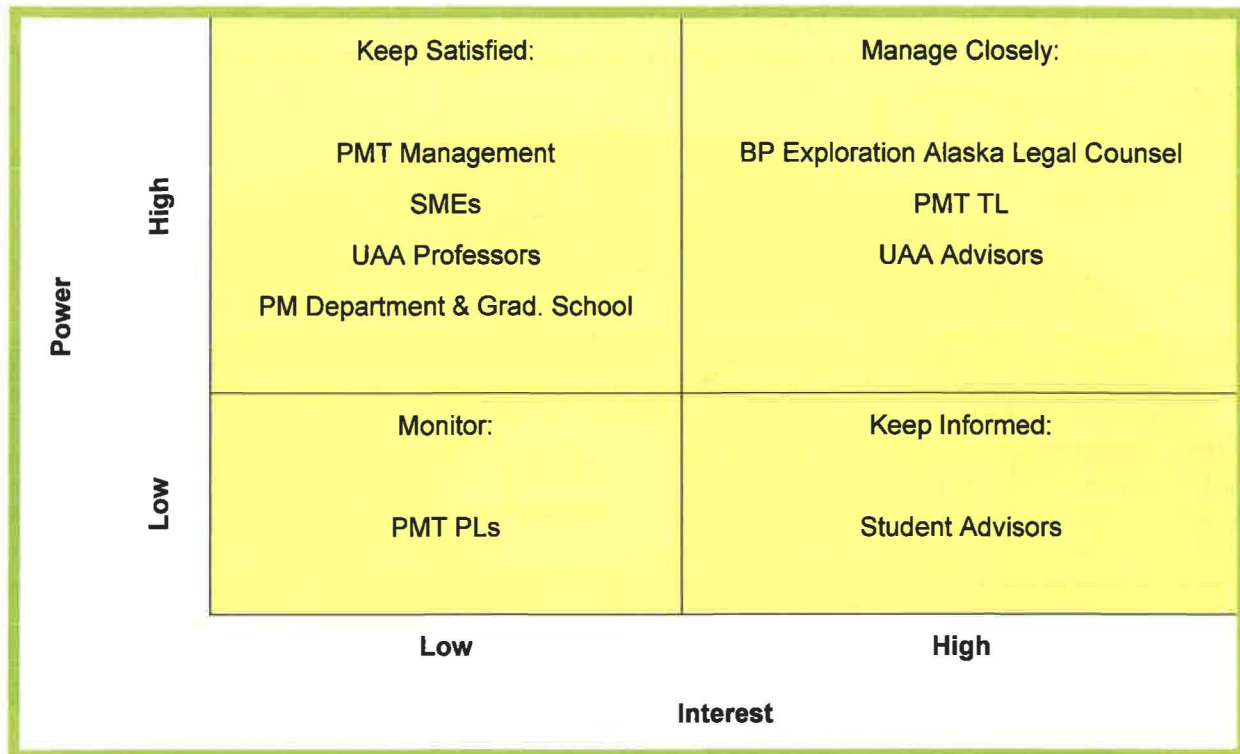 Keep Satisfied:
PMT Management
SMEs
UAA Professors
PM Department & Grad. School
Manage Closely:
BP Exploration Alaska Legal Counsel
PMT TL
UAA Advisors
High
Power
Monitor:
PMT PLs
Keep Informed:
Student Advisors
Low
Low
High
Interest